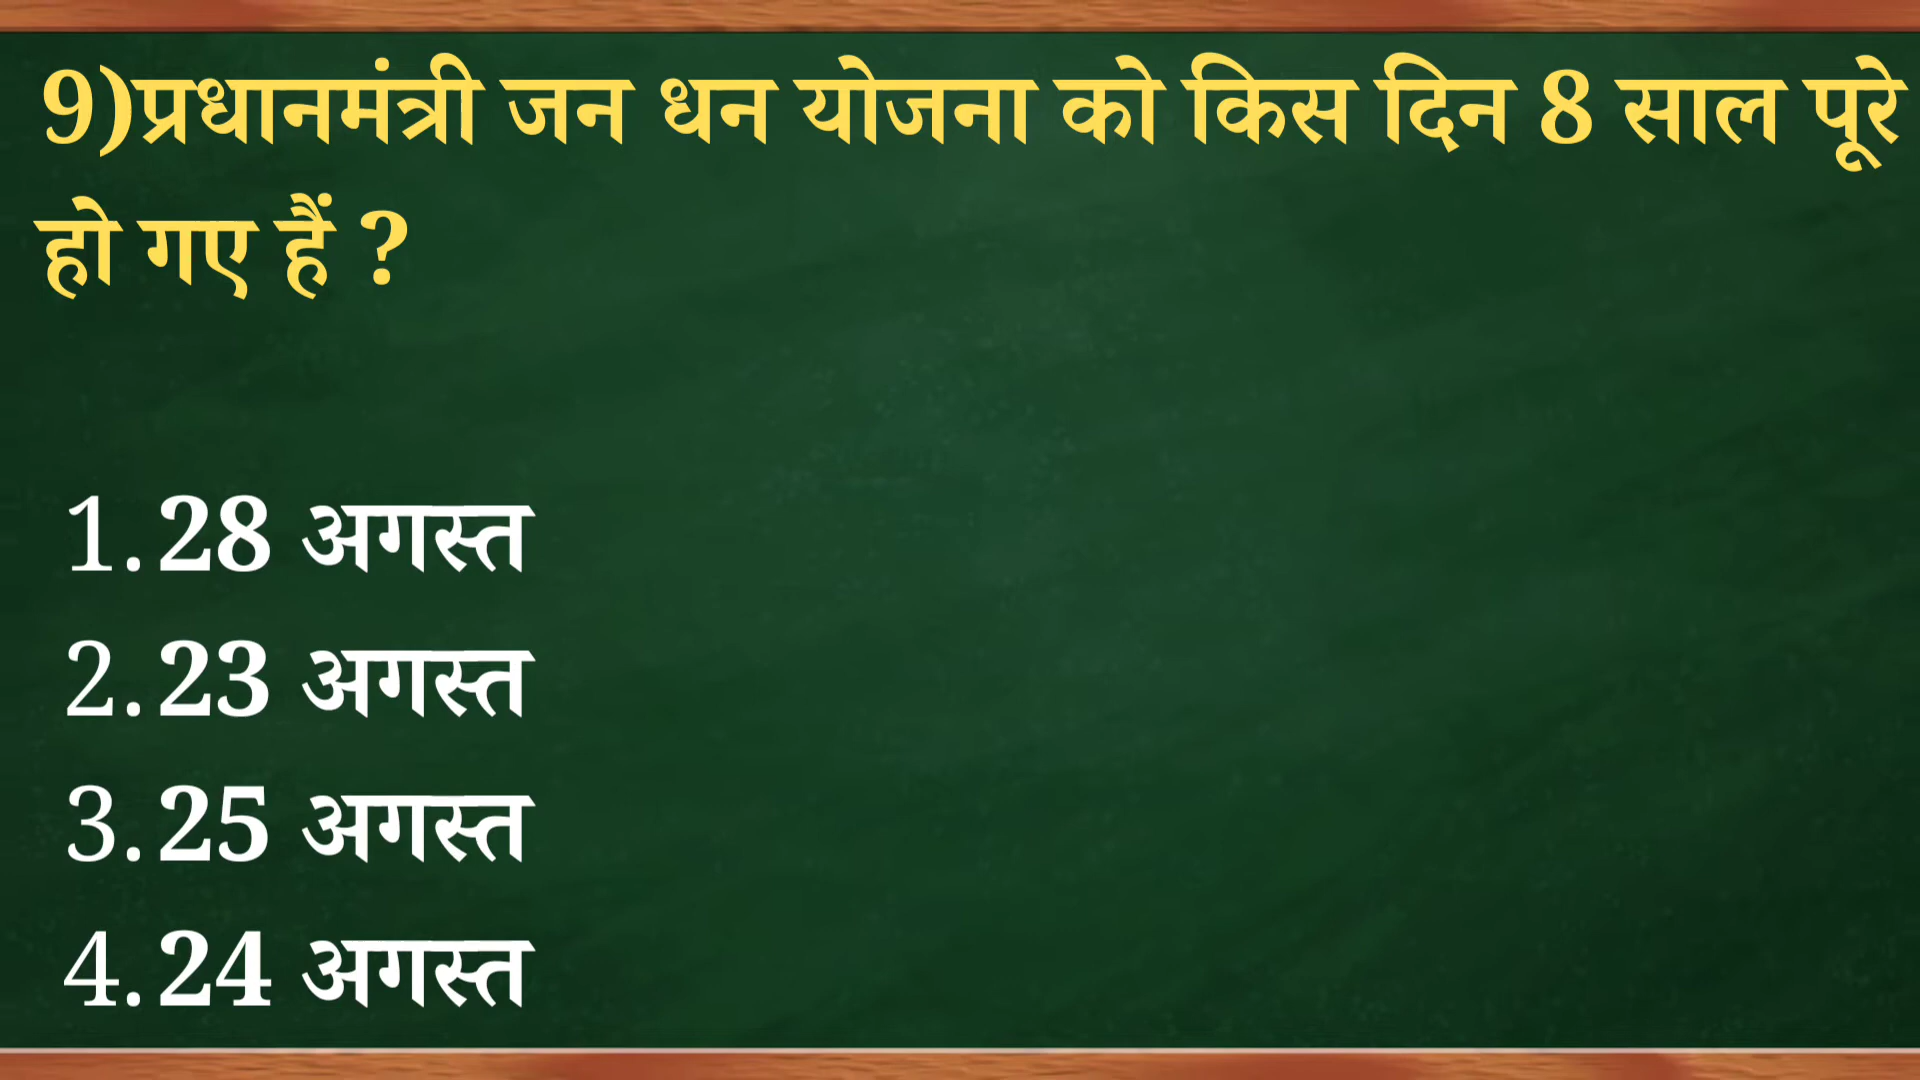 9)प्रधानमंत्री जन धन योजना को किस दिन 8 साल पूरे
हो गए हैं ?
1. 28 अगस्त
2. 23 अगस्त
3. 25 अगस्त
4. 24 अगस्त